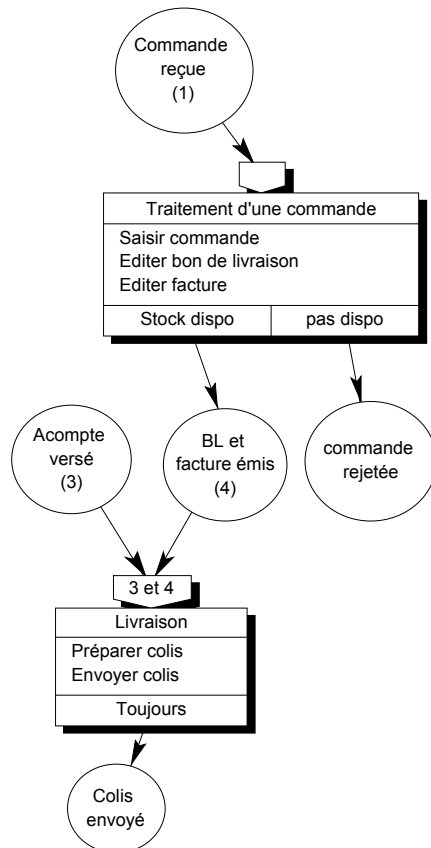 Commande
reçue
(1)
Traitement d'une commande
Saisir commande
Editer bon de livraison
Editer facture
Stock dispo
pas dispo
Acompte
versé
(3)
BL et
facture émis
(4)
commande
rejetée
3 et 4
Livraison
Préparer colis
Envoyer colis
Toujours
Colis
envoyé